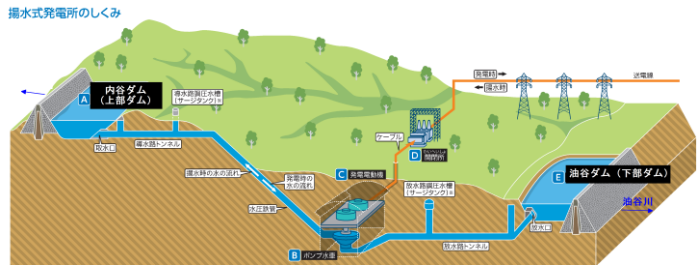 揚水式発電所のしくみ
A
内谷ダム
（上部ダム）
取水口
導水路調圧水槽
（サージタンク）※
導水路トンネル
揚水時の水の流れ
発電時の
水の流れ
水圧鉄管
B ポンプ水車
C 発電電動機
ケーブル
D
開閉所
発電時
揚水時
送電線
放水路調圧水槽
（サージタンク）※
放水路トンネル
放水口
E
油谷ダム（下部ダム）
油谷川